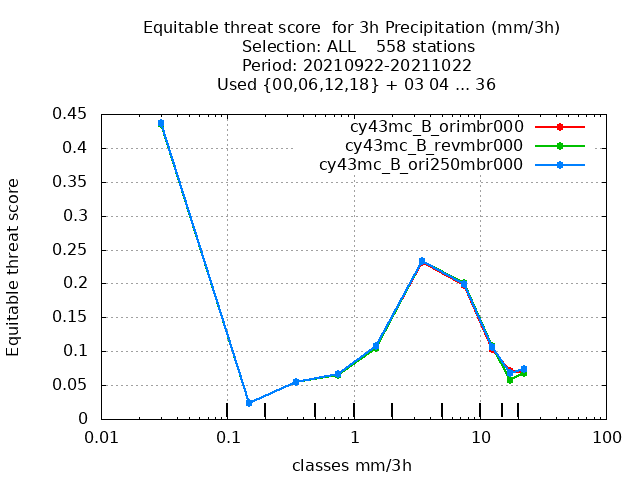 Equitable threat score  for 3h Precipitation (mm/3h)
Selection: ALL    558 stations
Period: 20210922-20211022
Used {00,06,12,18} + 03 04 ... 36
cy43mc_B_orimbr000
cy43mc_B_revmbr000
cy43mc_B_ori250mbr000
Equitable threat score
0.45
0.4
0.35
0.3
0.25
0.2
0.15
0.1
0.05
0
0.01 0.1 1 10 100
classes mm/3h